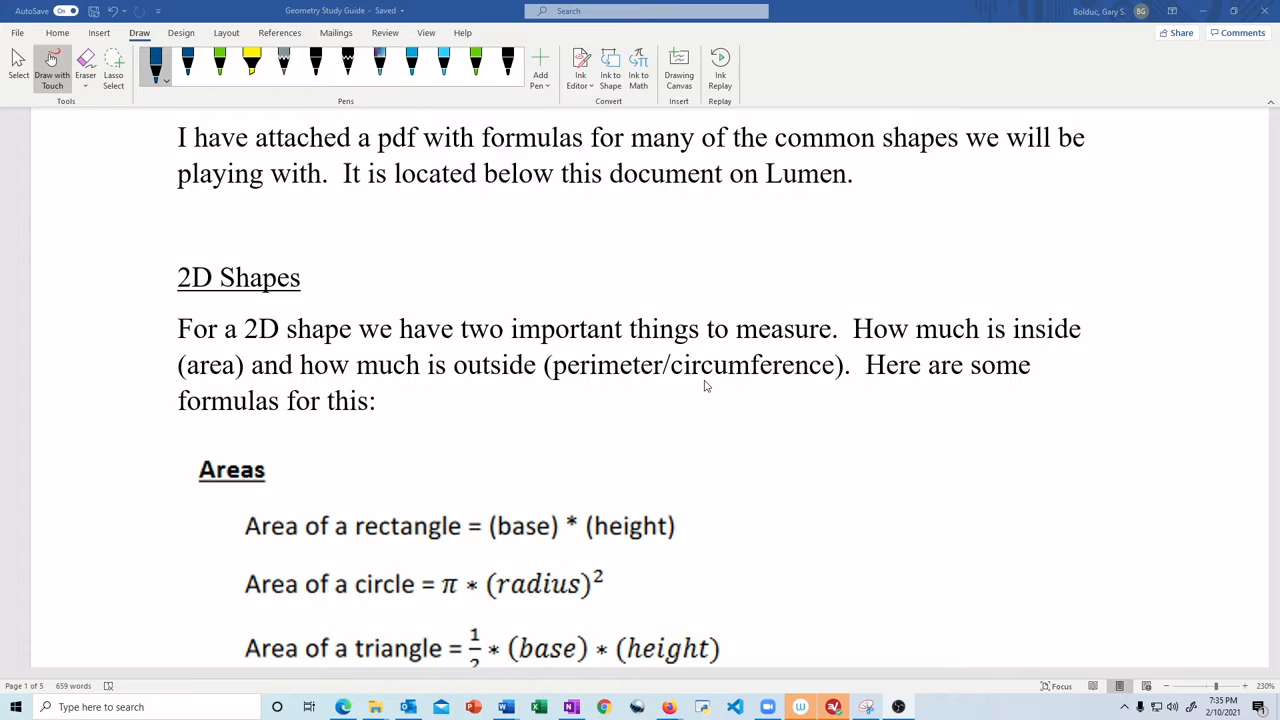 AutoSave On Geometry Study Guide - Saved Search Bolduc, Gary S. BG
File Home Insert Draw Design Layout References Mailings Review View Help Share Comments
Select Draw with Touch Eraser Lasso Select Add Pen Ink Editor Ink to Shape Ink to Math Drawing Canvas Ink Replay
Tools Pens Convert Insert Replay
I have attached a pdf with formulas for many of the common shapes we will be
playing with. It is located below this document on Lumen.
2D Shapes
For a 2D shape we have two important things to measure. How much is inside
(area) and how much is outside (perimeter/circumference). Here are some
formulas for this:
Areas
Area of a rectangle = (base) * (height)
Area of a circle = π * (radius)²
Area of a triangle = 1/2 * (base) * (height)
Page 1 of 5 659 words Focus 230%
Type here to search 7:35 PM
2/10/2021